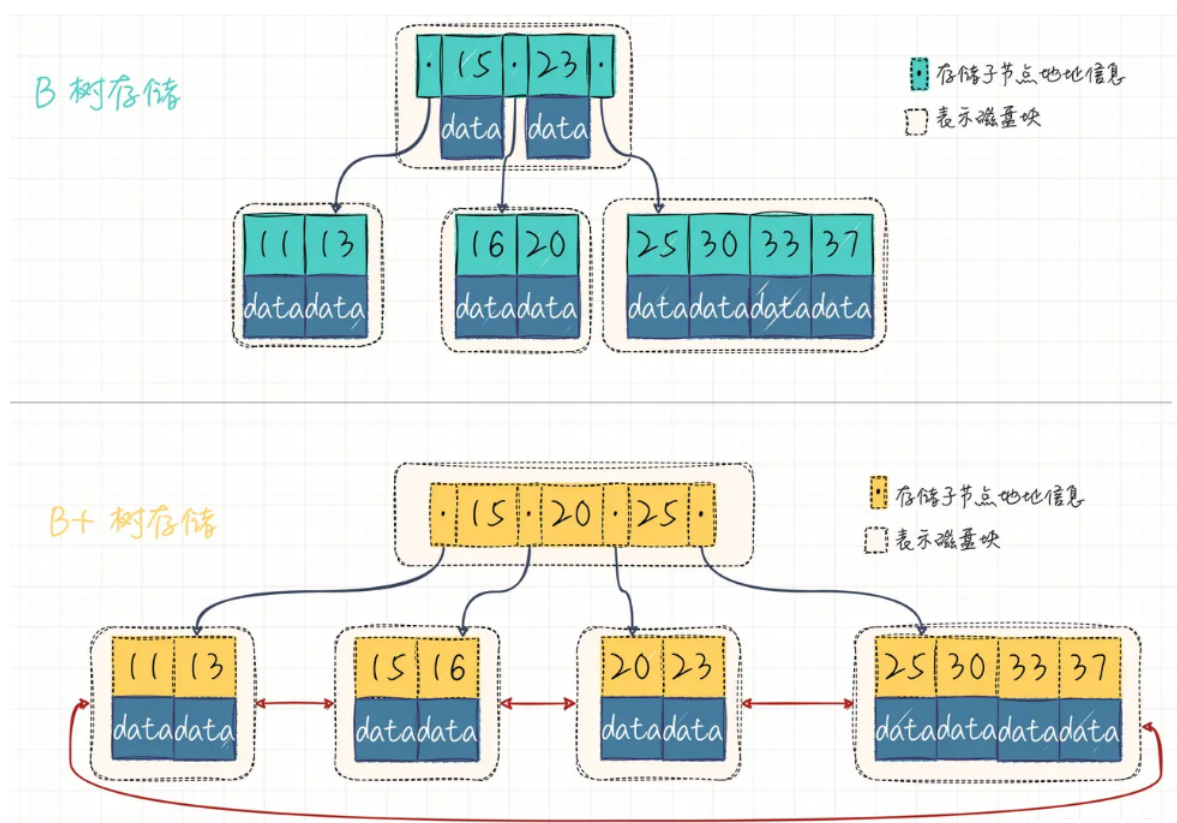 · 15 · 23 ·
B 树存储
存储子节点地址信息
表示磁盘块
data data
11 13
16 20
25 30 33 37
data data
data data
data data data data
· 15 · 20 · 25 ·
B+ 树存储
存储子节点地址信息
表示磁盘块
11 13
15 16
20 23
25 30 33 37
data data
data data
data data
data data data data